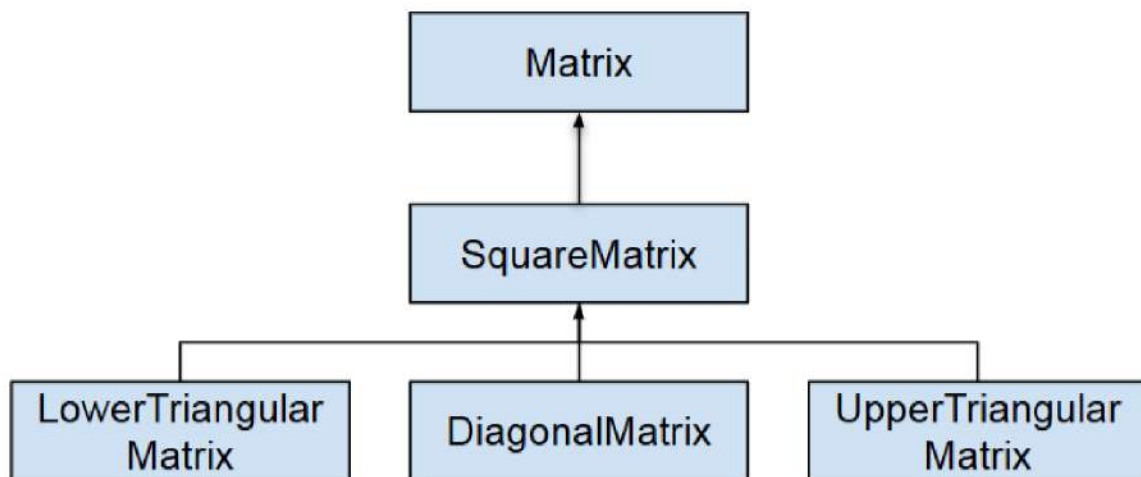 Matrix
SquareMatrix
LowerTriangular
Matrix
DiagonalMatrix
UpperTriangular
Matrix